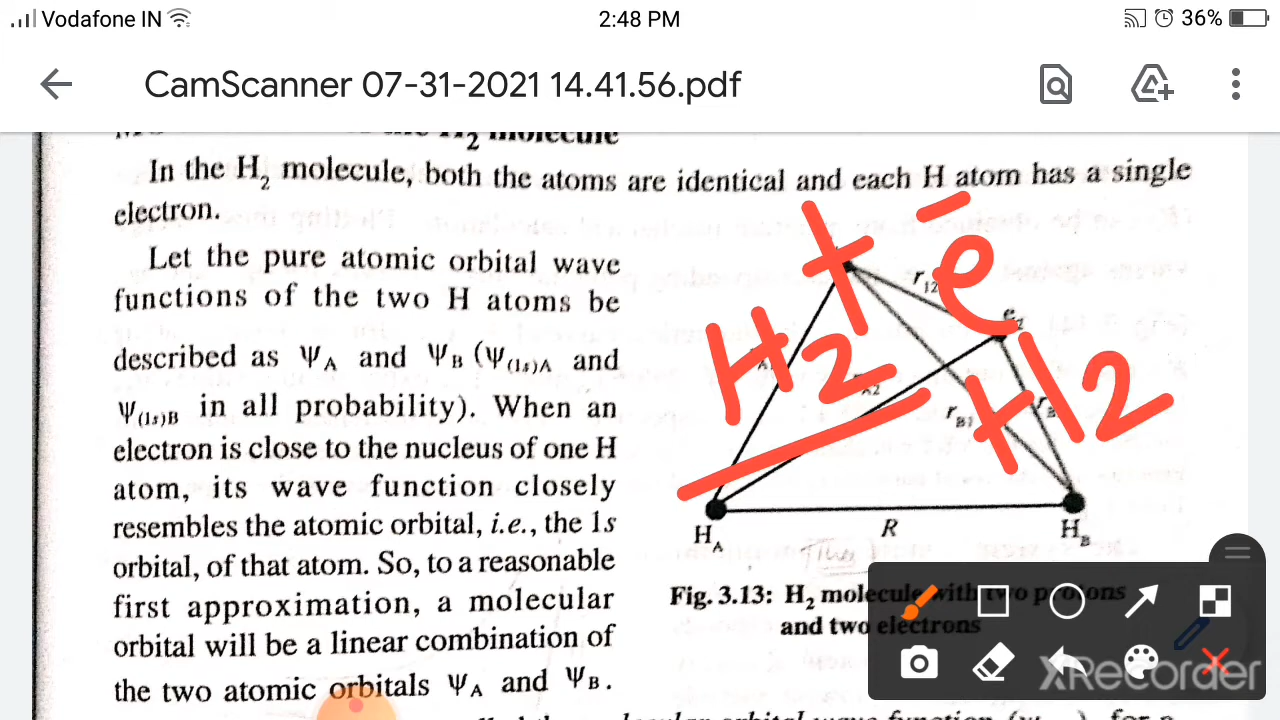 Vodafone IN 2:48 PM 36%
CamScanner 07-31-2021 14.41.56.pdf
H2 molecule
In the H2 molecule, both the atoms are identical and each H atom has a single
electron.
Let the pure atomic orbital wave
functions of the two H atoms be
described as ΨA and ΨB (Ψ(1s)A and
Ψ(1s)B in all probability). When an
electron is close to the nucleus of one H
atom, its wave function closely
resembles the atomic orbital, i.e., the 1s
orbital, of that atom. So, to a reasonable
first approximation, a molecular
orbital will be a linear combination of
the two atomic orbitals ΨA and ΨB.
H2+ ē
H2
r12
e2
rB1
HA
R
HB
Fig. 3.13: H2 molecule with two protons
and two electrons
XRecorder